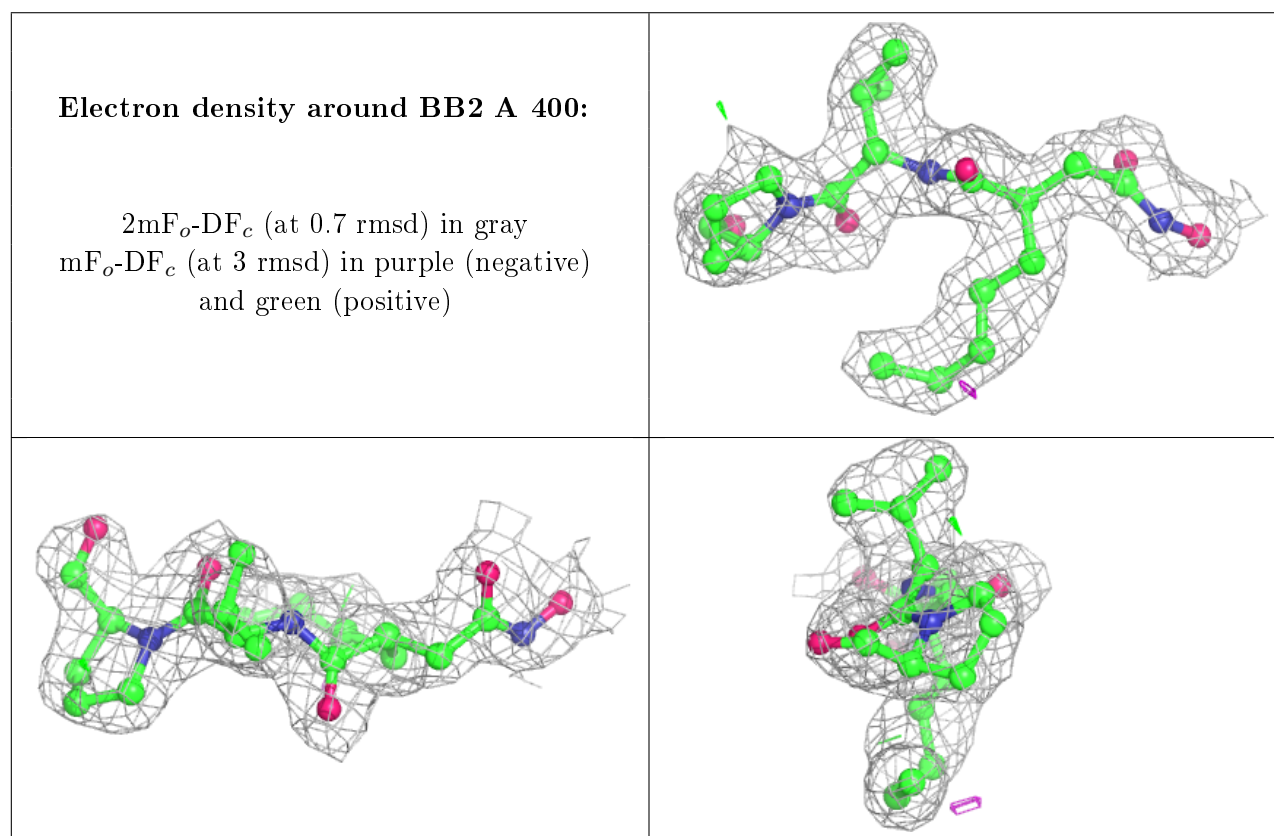 Electron density around BB2 A 400:
2mFo-DFc (at 0.7 rmsd) in gray
mFo-DFc (at 3 rmsd) in purple (negative)
and green (positive)